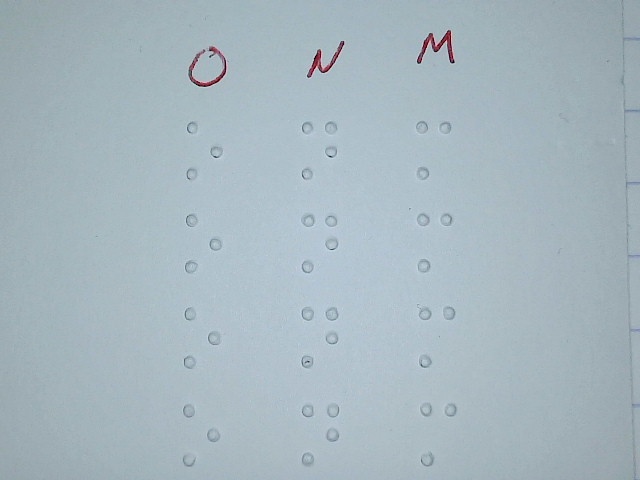 O N M
⠕ ⠝ ⠍
⠕ ⠝ ⠍
⠕ ⠝ ⠍
⠕ ⠝ ⠍